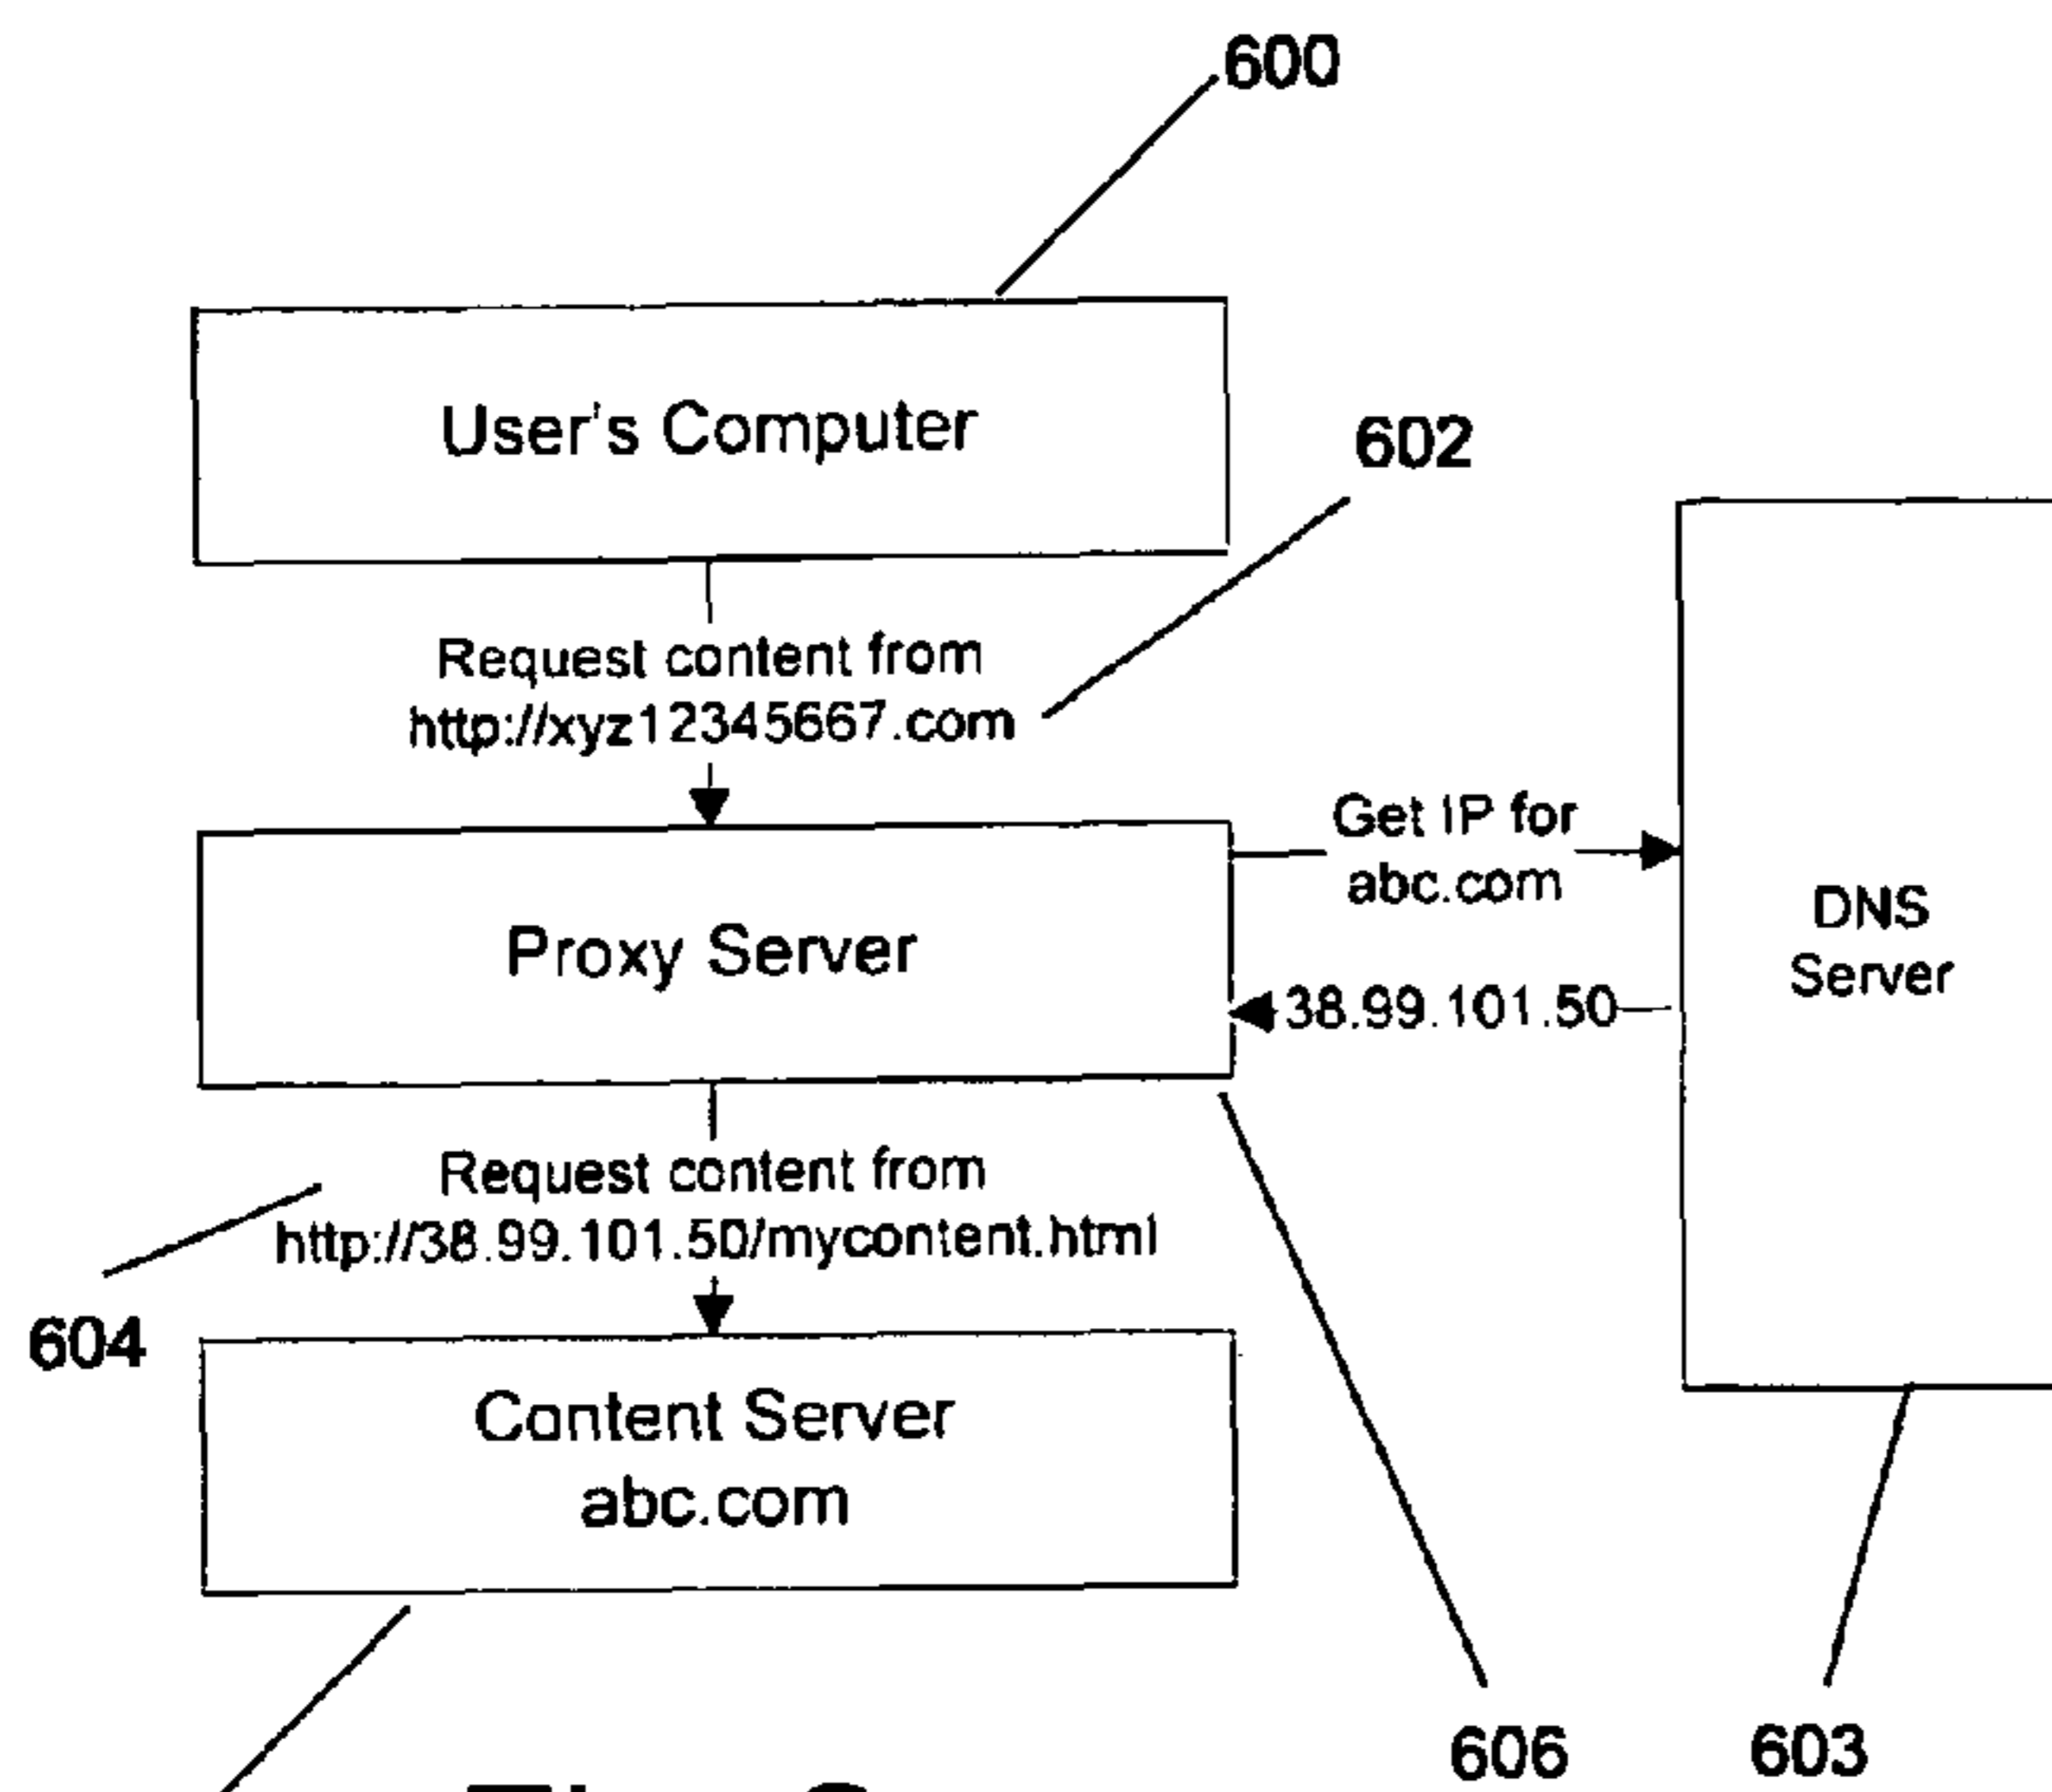 600
User's Computer
602
Request content from
http://xyz12345667.com
Get IP for
abc.com
DNS
Server
Proxy Server
38.99.101.50
Request content from
http://38.99.101.50/mycontent.html
604
Content Server
abc.com
606
603